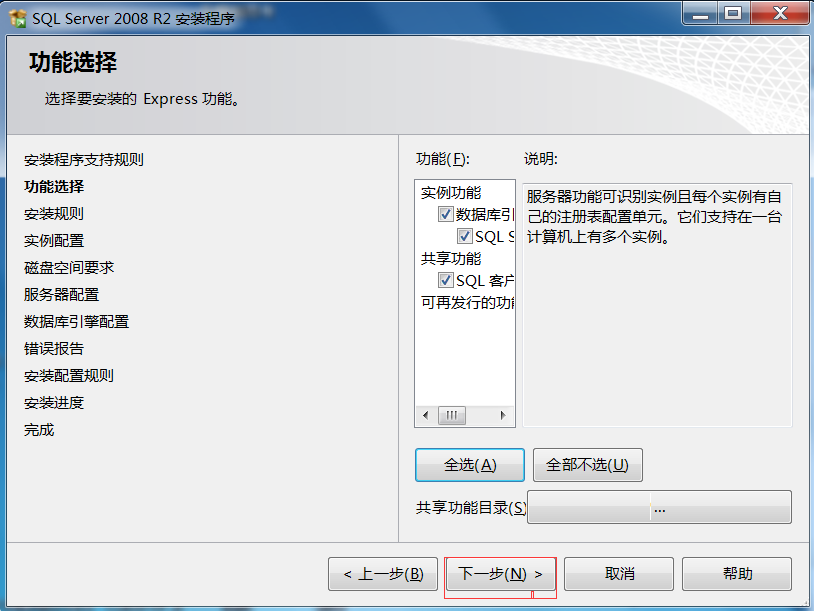 SQL Server 2008 R2 安装程序
功能选择
选择要安装的 Express 功能。
安装程序支持规则
功能选择
安装规则
实例配置
磁盘空间要求
服务器配置
数据库引擎配置
错误报告
安装配置规则
安装进度
完成
功能(F):
实例功能
数据库引
SQL S
共享功能
SQL 客户
可再发行的功能
说明:
服务器功能可识别实例且每个实例有自
己的注册表配置单元。它们支持在一台
计算机上有多个实例。
全选(A)
全部不选(U)
共享功能目录(S)
...
< 上一步(B)
下一步(N) >
取消
帮助